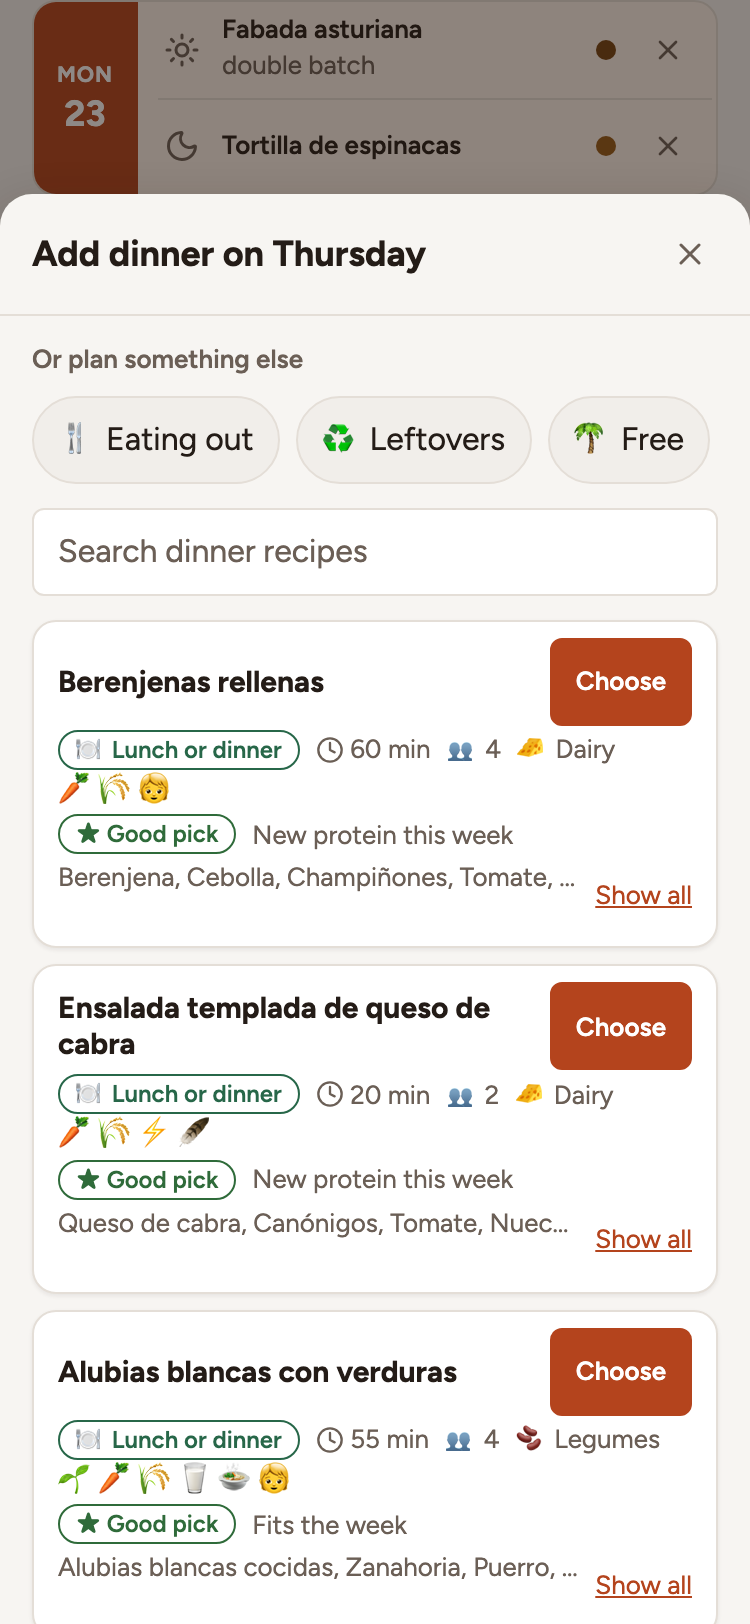 MON
23
Fabada asturiana
double batch
Tortilla de espinacas
Add dinner on Thursday
Or plan something else
Eating out
Leftovers
Free
Search dinner recipes
Berenjenas rellenas
Choose
Lunch or dinner 60 min 4 Dairy
Good pick New protein this week
Berenjena, Cebolla, Champiñones, Tomate, ...
Show all
Ensalada templada de queso de
cabra
Choose
Lunch or dinner 20 min 2 Dairy
Good pick New protein this week
Queso de cabra, Canónigos, Tomate, Nuec...
Show all
Alubias blancas con verduras
Choose
Lunch or dinner 55 min 4 Legumes
Good pick Fits the week
Alubias blancas cocidas, Zanahoria, Puerro, ...
Show all